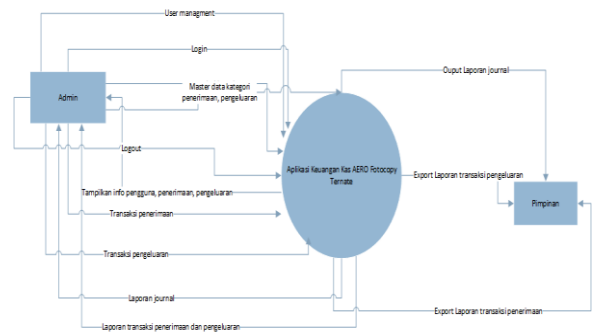 User managment
Login
Master data kategori
penerimaan, pengeluaran
Ouput Laporan journal
Admin
Logout
Aplikasi Keuangan Kas AERO Fotocopy
Ternate
Export Laporan transaksi pengeluaran
Tampilkan info pengguna, penerimaan, pengeluaran
Pimpinan
Transaksi penerimaan
Transaksi pengeluaran
Laporan journal
Export Laporan transaksi penerimaan
Laporan transaksi penerimaan dan pengeluaran